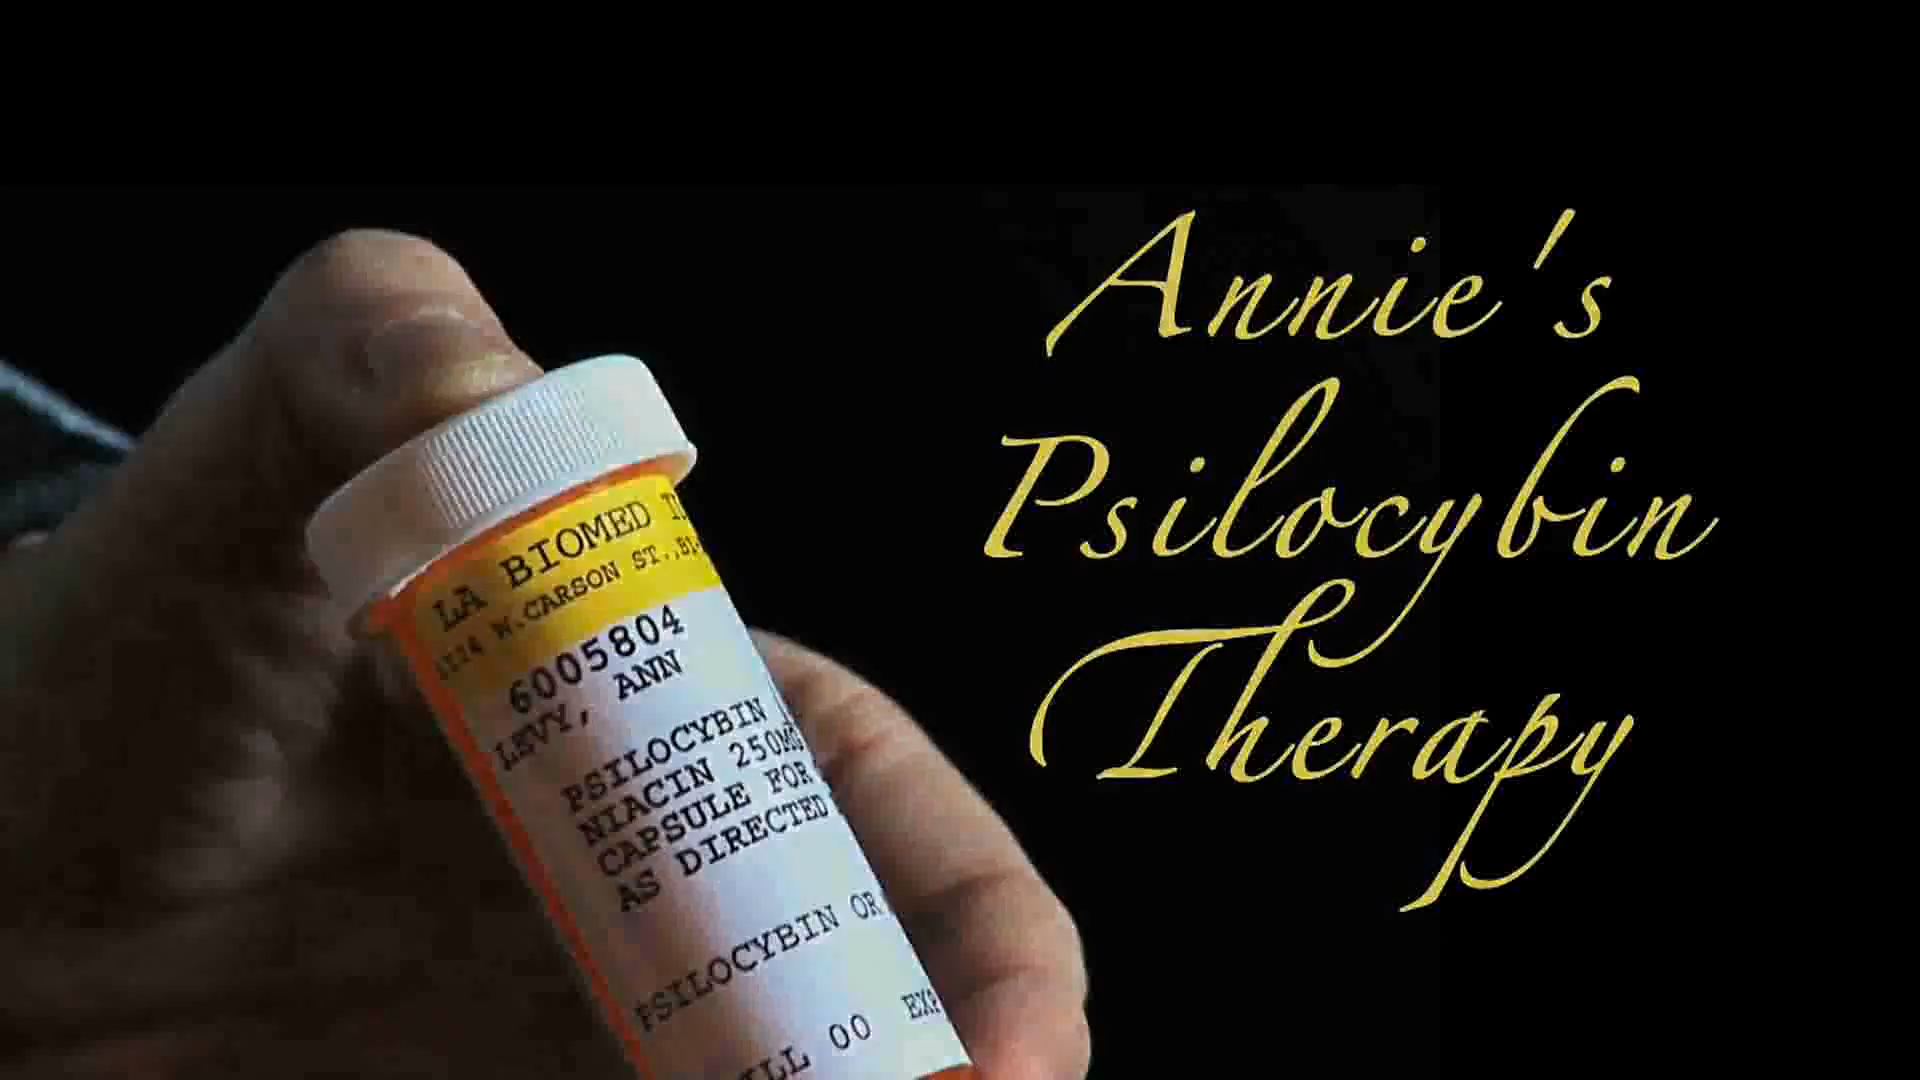 Annie's
Psilocybin
Therapy
LA BIOMED
W. CARSON ST.,
6005804
LEVY, ANN
PSILOCYBIN
NIACIN 250MG
CAPSULE FOR
AS DIRECTED
PSILOCYBIN OR
00 EXP